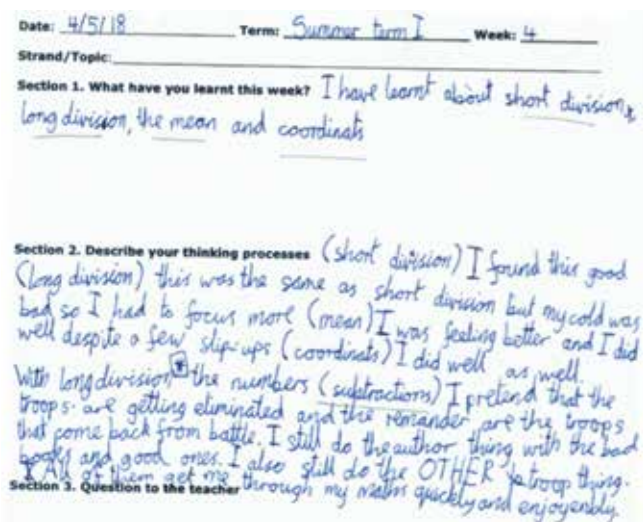 Date: 4/5/18 Term: Summer term I Week: 4
Strand/Topic:
Section 1. What have you learnt this week? I have learnt about short division,
long division, the mean and coordinats
Section 2. Describe your thinking processes (short division) I found this good
(long division) this was the same as short division but my cold was
bad so I had to focus more (mean) I was feeling better and I did
well despite a few slip-ups (coordinats) I did well as well.
With long division the numbers (subtractions) I pretend that the
troops. are getting eliminated and the remander are the troops
that come back from battle. I still do the author thing with the bad
books and good ones. I also still do the OTHER troop thing.
All of them get me through my maths quickly and enjoyenbly.
Section 3. Question to the teacher